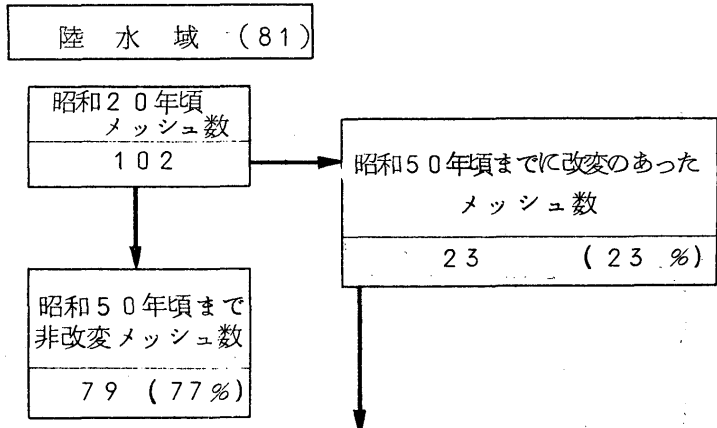 陸水域(81)
昭和20年頃
メッシュ数
102
昭和50年頃までに改変のあった
メッシュ数
23 (23%)
昭和50年頃まで
非改変メッシュ数
79 (77%)